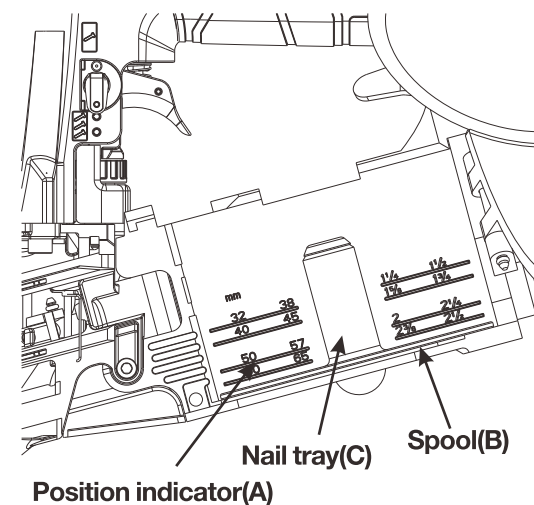 mm
32 38
40 45
50 57
65
1¼ 1½
1⅝ 1¾
2 2¼
2⅜ 2½
Spool(B)
Nail tray(C)
Position indicator(A)